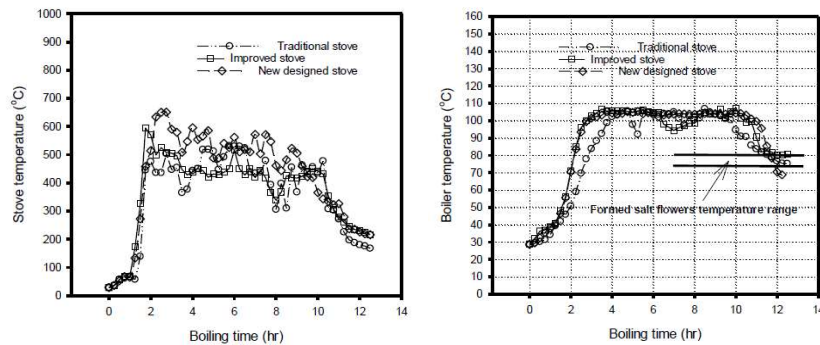 1000
900
800
700
600
500
400
300
200
100
0
0 2 4 6 8 10 12 14
Stove temperature (°C)
Boiling time (hr)
Traditional stove
Improved stove
New designed stove
160
150
140
130
120
110
100
90
80
70
60
50
40
30
20
10
0
0 2 4 6 8 10 12 14
Boiler temperature (°C)
Boiling time (hr)
Traditional stove
Improved stove
New designed stove
Formed salt flowers temperature range